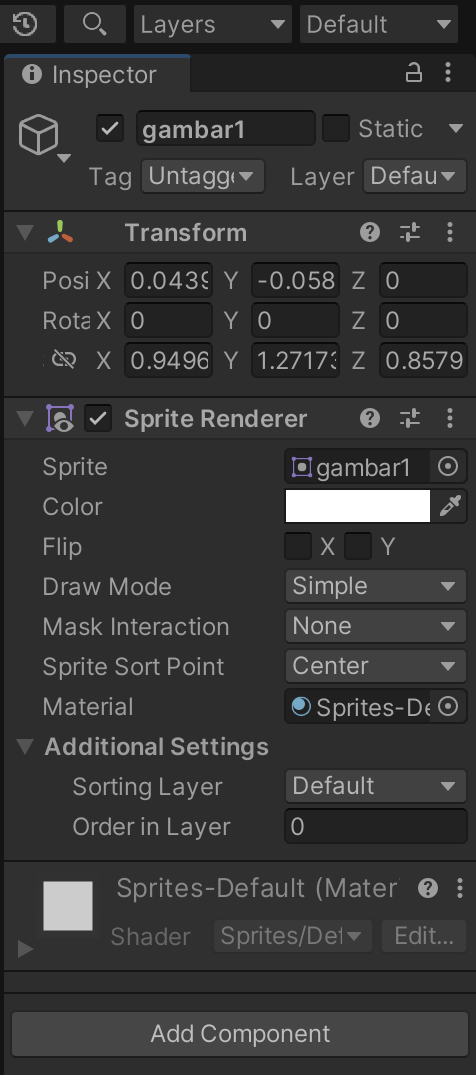 Layers Default
Inspector
gambar1 Static
Tag Untagge Layer Defau
Transform
Posi X 0.0439 Y -0.058 Z 0
Rota X 0 Y 0 Z 0
X 0.9496 Y 1.27173 Z 0.8579
Sprite Renderer
Sprite gambar1
Color
Flip X Y
Draw Mode Simple
Mask Interaction None
Sprite Sort Point Center
Material Sprites-De
Additional Settings
Sorting Layer Default
Order in Layer 0
Sprites-Default (Mater
Shader Sprites/Def Edit...
Add Component